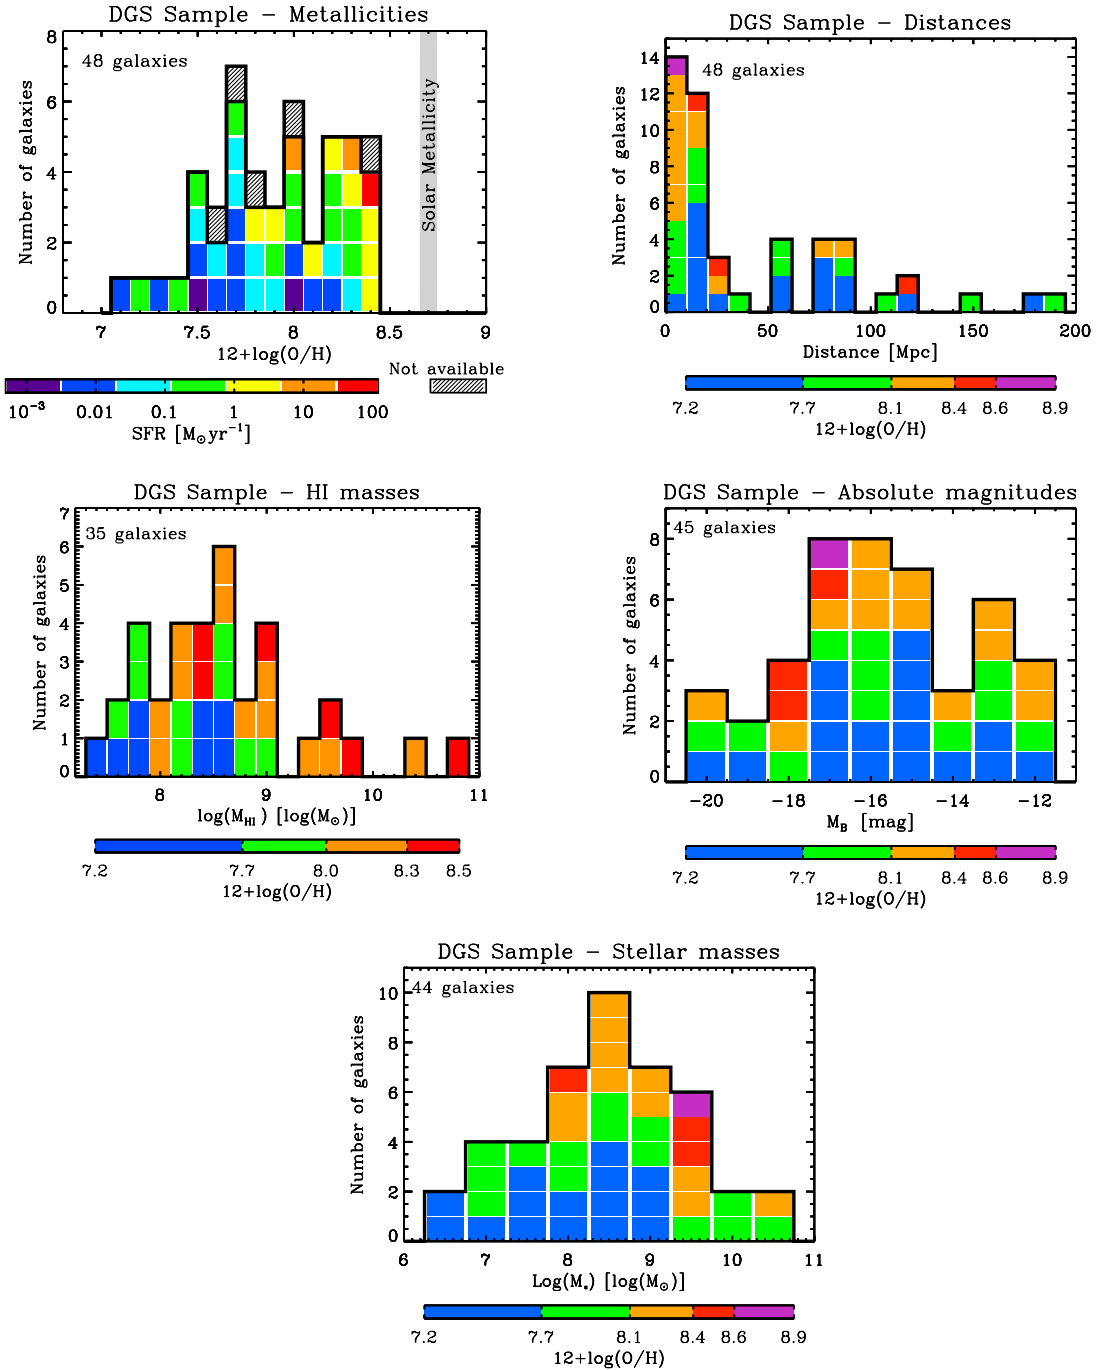 DGS Sample – Metallicities
48 galaxies
Number of galaxies
8
6
4
2
0
Solar Metallicity
7 7.5 8 8.5 9
12+log(O/H)
Not available
10⁻³ 0.01 0.1 1 10 100
SFR [M⊙yr⁻¹]
DGS Sample – Distances
48 galaxies
Number of galaxies
14
12
10
8
6
4
2
0
0 50 100 150 200
Distance [Mpc]
7.2 7.7 8.1 8.4 8.6 8.9
12+log(O/H)
DGS Sample – HI masses
35 galaxies
Number of galaxies
7
6
5
4
3
2
1
0
8 9 10 11
log(M_HI) [log(M⊙)]
7.2 7.7 8.0 8.3 8.5
12+log(O/H)
DGS Sample – Absolute magnitudes
45 galaxies
Number of galaxies
8
6
4
2
0
−20 −18 −16 −14 −12
M_B [mag]
7.2 7.7 8.1 8.4 8.6 8.9
12+log(O/H)
DGS Sample – Stellar masses
44 galaxies
Number of galaxies
10
8
6
4
2
0
6 7 8 9 10 11
Log(M⋆) [log(M⊙)]
7.2 7.7 8.1 8.4 8.6 8.9
12+log(O/H)